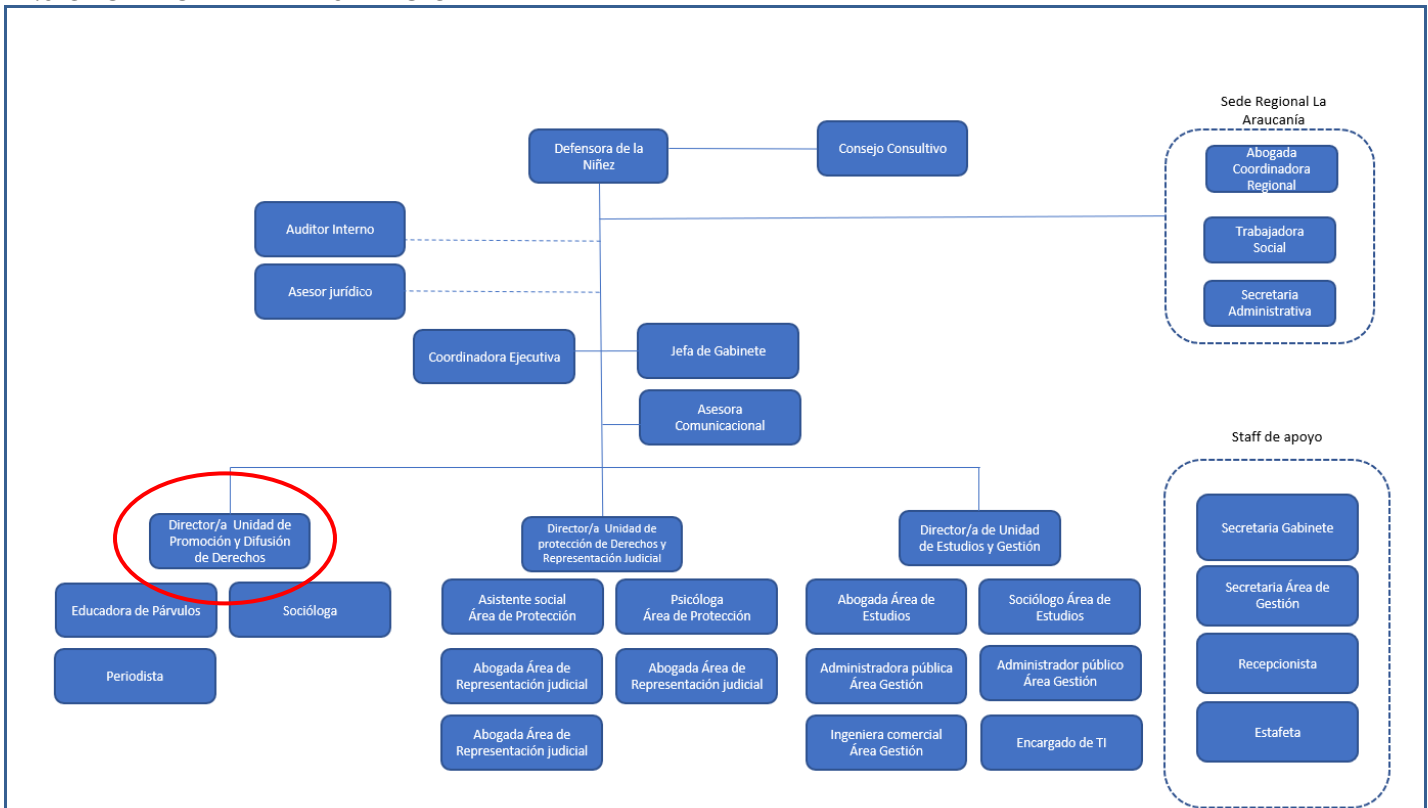 Sede Regional La
Araucanía
Defensora de la
Niñez
Consejo Consultivo
Abogada
Coordinadora
Regional
Auditor Interno
Trabajadora
Social
Asesor jurídico
Secretaria
Administrativa
Coordinadora Ejecutiva
Jefa de Gabinete
Asesora
Comunicacional
Staff de apoyo
Director/a Unidad de
Promoción y Difusión
de Derechos
Director/a Unidad de
protección de Derechos y
Representación Judicial
Director/a de Unidad
de Estudios y Gestión
Secretaria Gabinete
Educadora de Párvulos
Socióloga
Asistente social
Área de Protección
Psicóloga
Área de Protección
Abogada Área de
Estudios
Sociólogo Área de
Estudios
Secretaria Área de
Gestión
Periodista
Abogada Área de
Representación judicial
Abogada Área de
Representación judicial
Administradora pública
Área Gestión
Administrador público
Área Gestión
Recepcionista
Abogada Área de
Representación judicial
Ingeniera comercial
Área Gestión
Encargado de TI
Estafeta